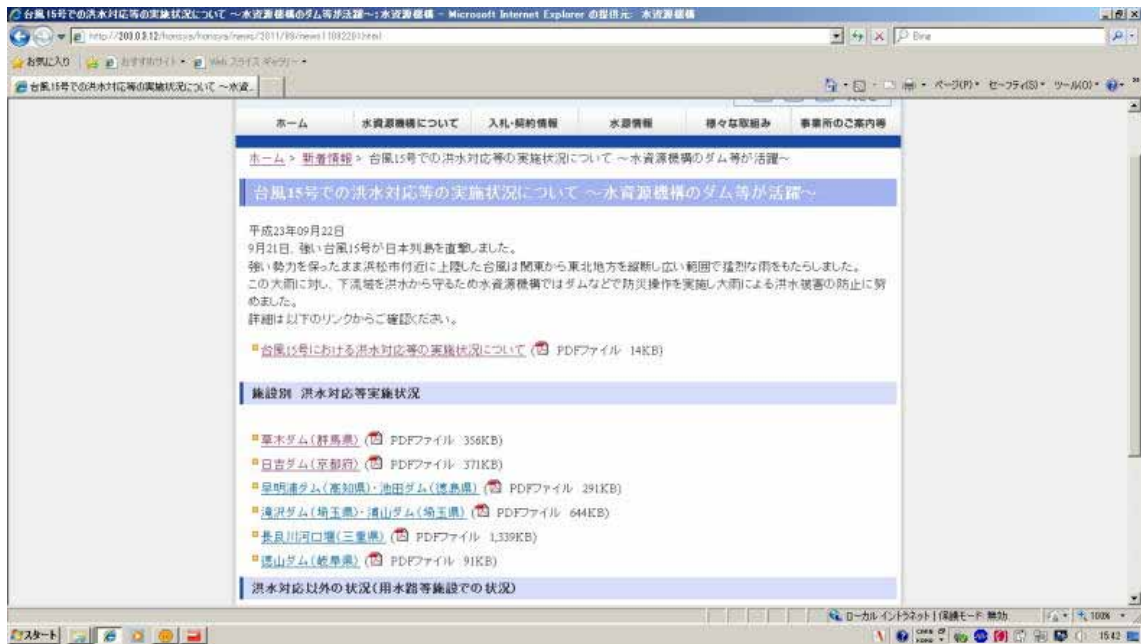 台風15号での洪水対応等の実施状況について ～水資源機構のダム等が活躍～:水資源機構 - Microsoft Internet Explorer の提供元: 水資源機構
Bing
お気に入り
台風15号での洪水対応等の実施状況について ～水資...
ページ(P) セーフティ(S) ツール(O)
ホーム 水資源機構について 入札・契約情報 水源情報 様々な取組み 事業所のご案内等
ホーム > 新着情報 > 台風15号での洪水対応等の実施状況について ～水資源機構のダム等が活躍～
台風15号での洪水対応等の実施状況について ～水資源機構のダム等が活躍～
平成23年09月22日
9月21日、強い台風15号が日本列島を直撃しました。
強い勢力を保ったまま浜松市付近に上陸した台風は関東から東北地方を縦断し広い範囲で猛烈な雨をもたらしました。
この大雨に対し、下流域を洪水から守るため水資源機構ではダムなどで防災操作を実施し大雨による洪水被害の防止に努
めました。
詳細は以下のリンクからご確認ください。
台風15号における洪水対応等の実施状況について ( PDFファイル 14KB)
施設別 洪水対応等実施状況
草木ダム(群馬県) ( PDFファイル 356KB)
日吉ダム(京都府) ( PDFファイル 371KB)
早明浦ダム(高知県)・池田ダム(徳島県) ( PDFファイル 291KB)
滝沢ダム(埼玉県)・浦山ダム(埼玉県) ( PDFファイル 644KB)
長良川河口堰(三重県) ( PDFファイル 1,339KB)
徳山ダム(岐阜県) ( PDFファイル 91KB)
洪水対応以外の状況(用水路等施設での状況)
ローカル イントラネット | 保護モード: 無効 100%
スタート 15:42